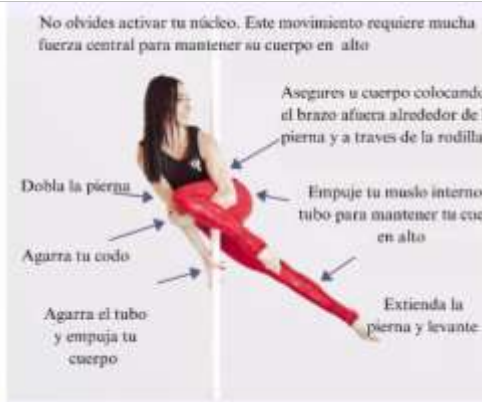 No olvides activar tu núcleo. Este movimiento requiere mucha
fuerza central para mantener su cuerpo en alto
Asegures u cuerpo colocando
el brazo afuera alrededor de
pierna y a traves de la rodilla
Dobla la pierna
Empuje tu muslo interno
tubo para mantener tu cue
en alto
Agarra tu codo
Agarra el tubo
y empuja tu
cuerpo
Extienda la
pierna y levante